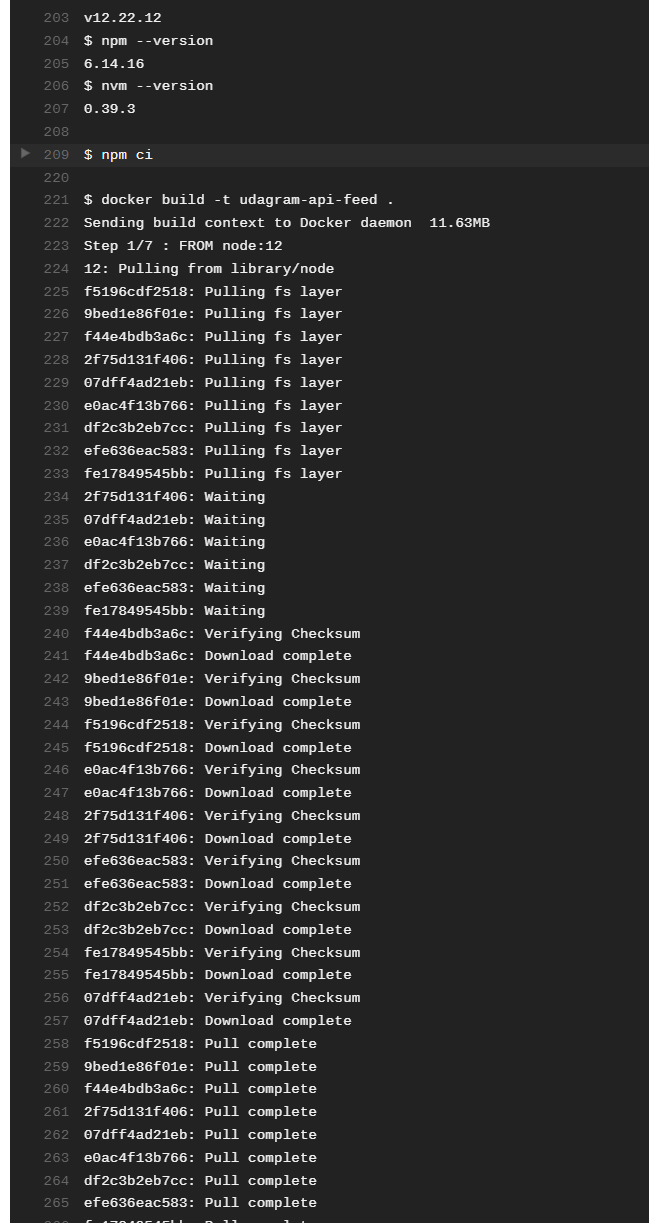 203 v12.22.12
204 $ npm --version
205 6.14.16
206 $ nvm --version
207 0.39.3
208
209 $ npm ci
220
221 $ docker build -t udagram-api-feed .
222 Sending build context to Docker daemon  11.63MB
223 Step 1/7 : FROM node:12
224 12: Pulling from library/node
225 f5196cdf2518: Pulling fs layer
226 9bed1e86f01e: Pulling fs layer
227 f44e4bdb3a6c: Pulling fs layer
228 2f75d131f406: Pulling fs layer
229 07dff4ad21eb: Pulling fs layer
230 e0ac4f13b766: Pulling fs layer
231 df2c3b2eb7cc: Pulling fs layer
232 efe636eac583: Pulling fs layer
233 fe17849545bb: Pulling fs layer
234 2f75d131f406: Waiting
235 07dff4ad21eb: Waiting
236 e0ac4f13b766: Waiting
237 df2c3b2eb7cc: Waiting
238 efe636eac583: Waiting
239 fe17849545bb: Waiting
240 f44e4bdb3a6c: Verifying Checksum
241 f44e4bdb3a6c: Download complete
242 9bed1e86f01e: Verifying Checksum
243 9bed1e86f01e: Download complete
244 f5196cdf2518: Verifying Checksum
245 f5196cdf2518: Download complete
246 e0ac4f13b766: Verifying Checksum
247 e0ac4f13b766: Download complete
248 2f75d131f406: Verifying Checksum
249 2f75d131f406: Download complete
250 efe636eac583: Verifying Checksum
251 efe636eac583: Download complete
252 df2c3b2eb7cc: Verifying Checksum
253 df2c3b2eb7cc: Download complete
254 fe17849545bb: Verifying Checksum
255 fe17849545bb: Download complete
256 07dff4ad21eb: Verifying Checksum
257 07dff4ad21eb: Download complete
258 f5196cdf2518: Pull complete
259 9bed1e86f01e: Pull complete
260 f44e4bdb3a6c: Pull complete
261 2f75d131f406: Pull complete
262 07dff4ad21eb: Pull complete
263 e0ac4f13b766: Pull complete
264 df2c3b2eb7cc: Pull complete
265 efe636eac583: Pull complete